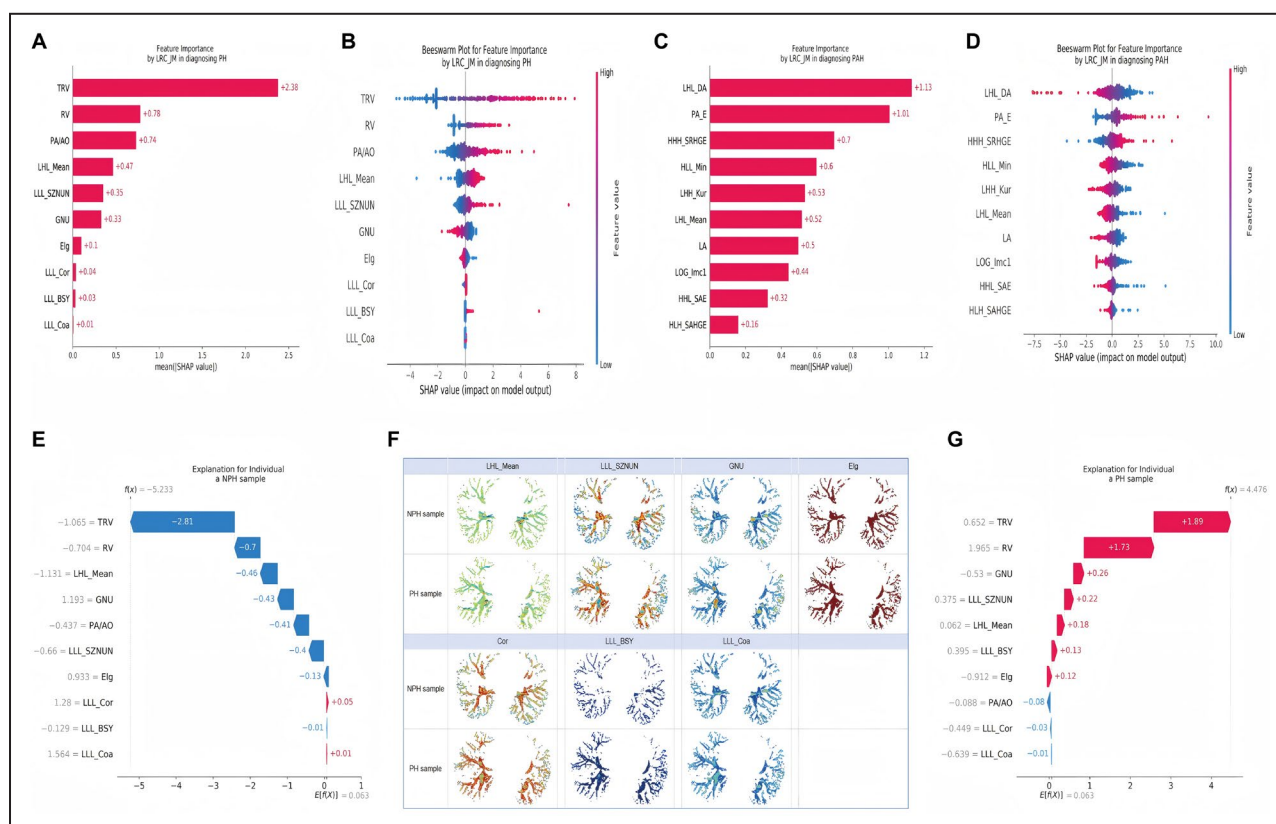 A
Feature Importance
by LRC_JM in diagnosing PH
TRV
+2.38
RV
+0.78
PA/AO
+0.74
LHL_Mean
+0.47
LLL_SZNUN
+0.35
GNU
+0.33
Elg
+0.1
LLL_Cor
+0.04
LLL_BSY
+0.03
LLL_Coa
+0.01
0.0 0.5 1.0 1.5 2.0 2.5
mean(|SHAP value|)
B
Beeswarm Plot for Feature Importance
by LRC_JM in diagnosing PH
High
TRV
RV
PA/AO
LHL_Mean
LLL_SZNUN
GNU
Elg
LLL_Cor
LLL_BSY
LLL_Coa
Feature value
Low
−4 −2 0 2 4 6 8
SHAP value (impact on model output)
C
Feature Importance
by LRC_JM in diagnosing PAH
LHL_DA
+1.13
PA_E
+1.01
HHH_SRHGE
+0.7
HLL_Min
+0.6
LHH_Kur
+0.53
LHL_Mean
+0.52
LA
+0.5
LOG_Imc1
+0.44
HHL_SAE
+0.32
HLH_SAHGE
+0.16
0.0 0.2 0.4 0.6 0.8 1.0 1.2
mean(|SHAP value|)
D
Beeswarm Plot for Feature Importance
by LRC_JM in diagnosing PAH
High
LHL_DA
PA_E
HHH_SRHGE
HLL_Min
LHH_Kur
LHL_Mean
LA
LOG_Imc1
HHL_SAE
HLH_SAHGE
Feature value
Low
−7.5 −5.0 −2.5 0.0 2.5 5.0 7.5 10.0
SHAP value (impact on model output)
E
Explanation for Individual
a NPH sample
f(x) = −5.233
−1.065 = TRV
−2.81
−0.704 = RV
−0.7
−1.131 = LHL_Mean
−0.46
1.193 = GNU
−0.43
−0.437 = PA/AO
−0.41
−0.66 = LLL_SZNUN
−0.4
0.933 = Elg
−0.13
1.28 = LLL_Cor
+0.05
−0.129 = LLL_BSY
−0.01
1.564 = LLL_Coa
+0.01
−5 −4 −3 −2 −1 0
E[f(X)] = 0.063
F
LHL_Mean LLL_SZNUN GNU Elg
NPH sample
PH sample
Cor LLL_BSY LLL_Coa
NPH sample
PH sample
G
Explanation for Individual
a PH sample
f(x) = 4.476
0.652 = TRV
+1.89
1.965 = RV
+1.73
−0.53 = GNU
+0.26
0.375 = LLL_SZNUN
+0.22
0.062 = LHL_Mean
+0.18
0.395 = LLL_BSY
+0.13
−0.912 = Elg
+0.12
−0.088 = PA/AO
−0.08
−0.449 = LLL_Cor
−0.03
−0.639 = LLL_Coa
−0.01
0 1 2 3 4
E[f(X)] = 0.063